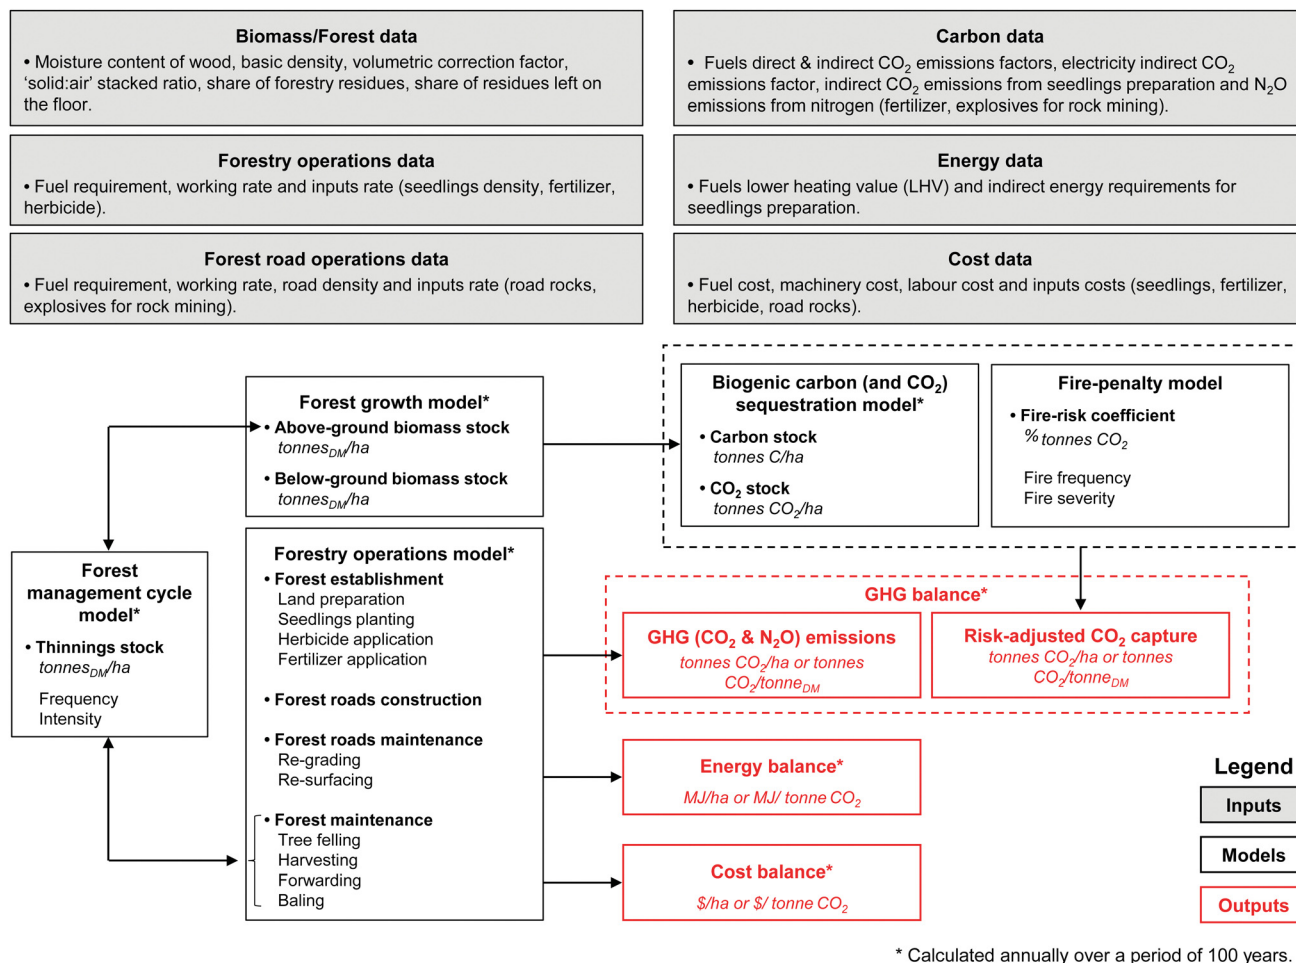 Biomass/Forest data
• Moisture content of wood, basic density, volumetric correction factor,
‘solid:air’ stacked ratio, share of forestry residues, share of residues left on
the floor.
Carbon data
• Fuels direct & indirect CO₂ emissions factors, electricity indirect CO₂
emissions factor, indirect CO₂ emissions from seedlings preparation and N₂O
emissions from nitrogen (fertilizer, explosives for rock mining).
Forestry operations data
• Fuel requirement, working rate and inputs rate (seedlings density, fertilizer,
herbicide).
Energy data
• Fuels lower heating value (LHV) and indirect energy requirements for
seedlings preparation.
Forest road operations data
• Fuel requirement, working rate, road density and inputs rate (road rocks,
explosives for rock mining).
Cost data
• Fuel cost, machinery cost, labour cost and inputs costs (seedlings, fertilizer,
herbicide, road rocks).
Forest growth model*
• Above-ground biomass stock
tonnes_DM/ha
• Below-ground biomass stock
tonnes_DM/ha
Biogenic carbon (and CO₂)
sequestration model*
• Carbon stock
tonnes C/ha
• CO₂ stock
tonnes CO₂/ha
Fire-penalty model
• Fire-risk coefficient
% tonnes CO₂
Fire frequency
Fire severity
Forest
management cycle
model*
• Thinnings stock
tonnes_DM/ha
Frequency
Intensity
Forestry operations model*
• Forest establishment
Land preparation
Seedlings planting
Herbicide application
Fertilizer application
• Forest roads construction
• Forest roads maintenance
Re-grading
Re-surfacing
• Forest maintenance
Tree felling
Harvesting
Forwarding
Baling
GHG balance*
GHG (CO₂ & N₂O) emissions
tonnes CO₂/ha or tonnes
CO₂/tonne_DM
Risk-adjusted CO₂ capture
tonnes CO₂/ha or tonnes
CO₂/tonne_DM
Energy balance*
MJ/ha or MJ/ tonne CO₂
Cost balance*
$/ha or $/ tonne CO₂
Legend
Inputs
Models
Outputs
* Calculated annually over a period of 100 years.